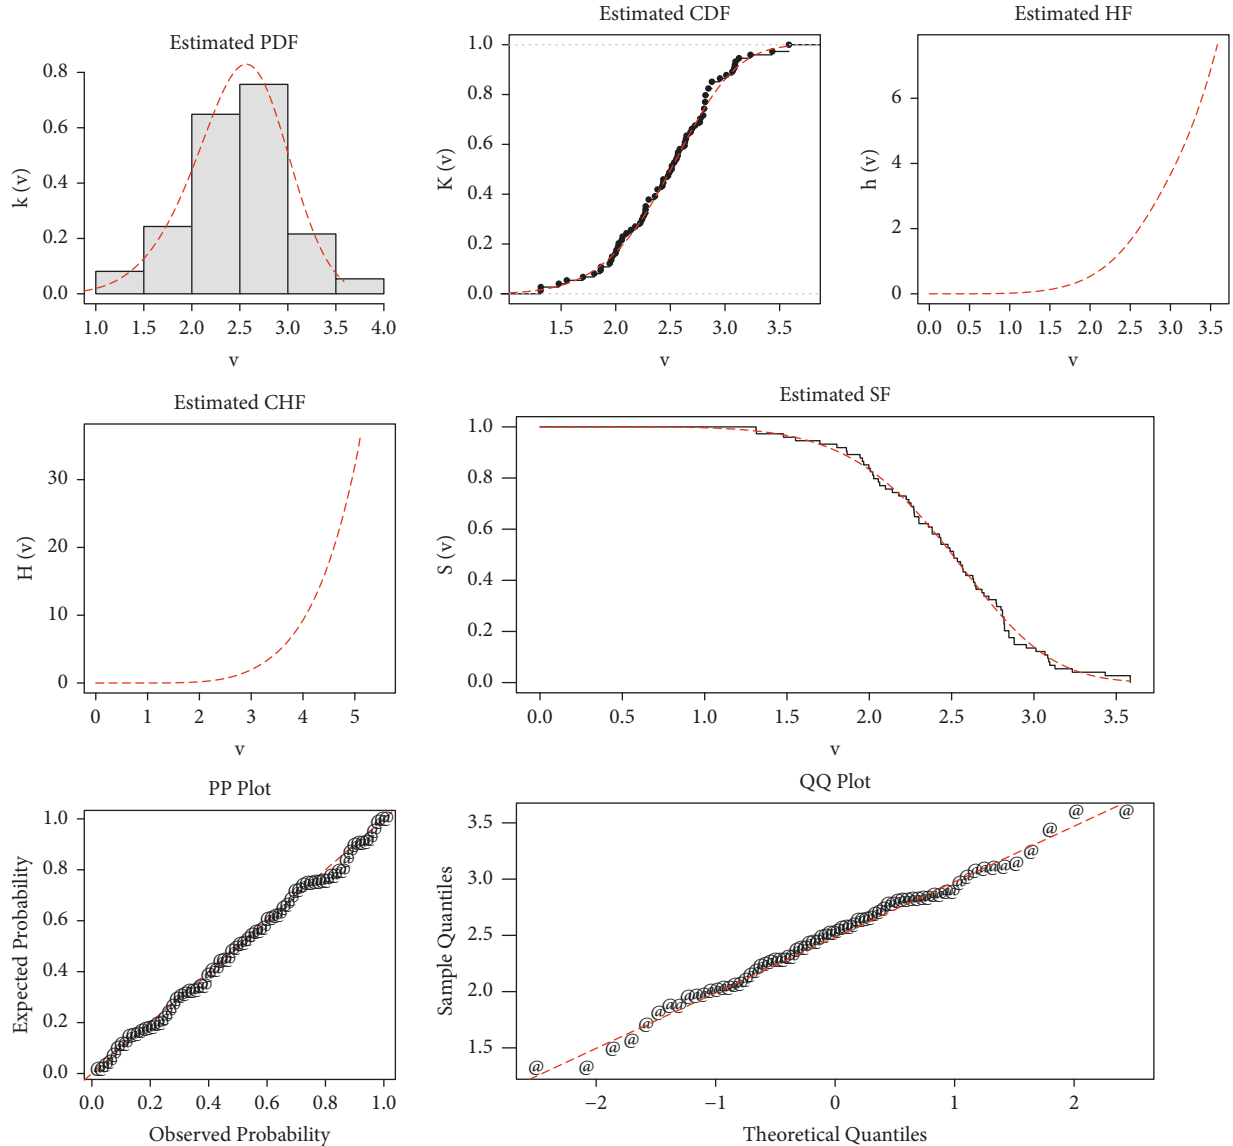 Estimated PDF
k (v)
0.8
0.6
0.4
0.2
0.0
1.0 1.5 2.0 2.5 3.0 3.5 4.0
v
Estimated CDF
K (v)
1.0
0.8
0.6
0.4
0.2
0.0
1.5 2.0 2.5 3.0 3.5
v
Estimated HF
h (v)
6
4
2
0
0.0 0.5 1.0 1.5 2.0 2.5 3.0 3.5
v
Estimated CHF
H (v)
30
20
10
0
0 1 2 3 4 5
v
Estimated SF
S (v)
1.0
0.8
0.6
0.4
0.2
0.0
0.0 0.5 1.0 1.5 2.0 2.5 3.0 3.5
v
PP Plot
Expected Probability
1.0
0.8
0.6
0.4
0.2
0.0
0.0 0.2 0.4 0.6 0.8 1.0
Observed Probability
QQ Plot
Sample Quantiles
3.5
3.0
2.5
2.0
1.5
−2 −1 0 1 2
Theoretical Quantiles